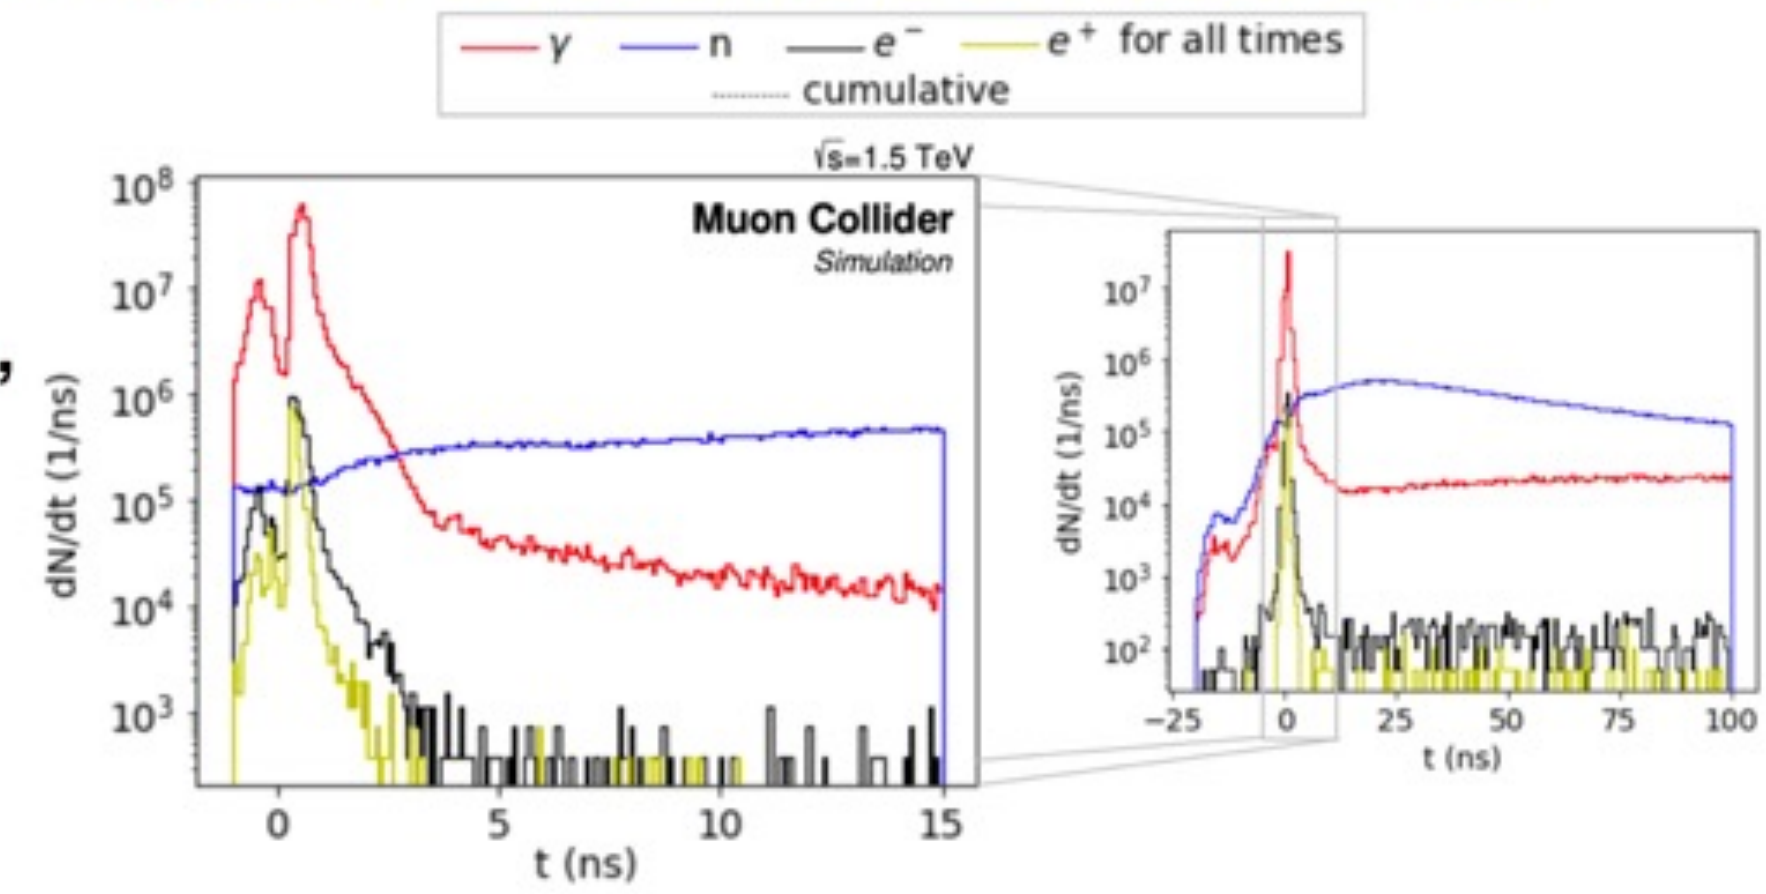 γ n e⁻ e⁺ for all times
cumulative
√s=1.5 TeV
Muon Collider
Simulation
,
dN/dt (1/ns)
10⁸
10⁷
10⁶
10⁵
10⁴
10³
0 5 10 15
t (ns)
dN/dt (1/ns)
10⁷
10⁶
10⁵
10⁴
10³
10²
−25 0 25 50 75 100
t (ns)